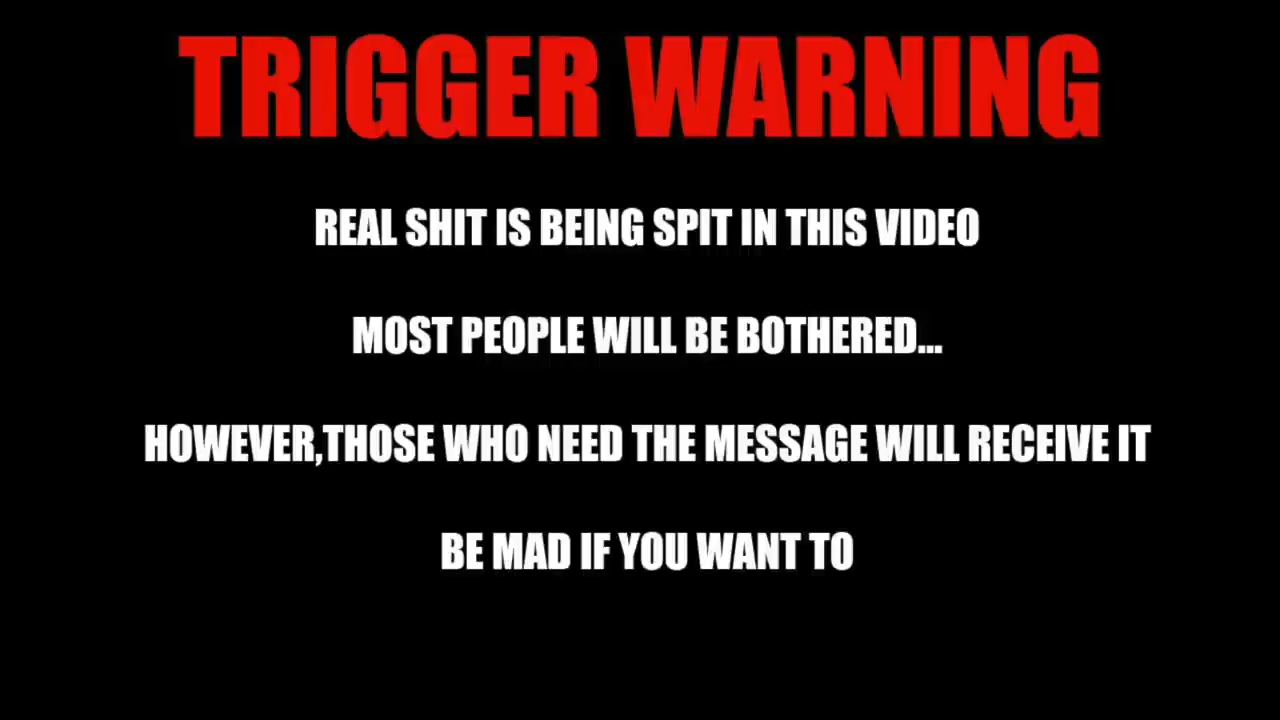 TRIGGER WARNING
REAL SHIT IS BEING SPIT IN THIS VIDEO
MOST PEOPLE WILL BE BOTHERED...
HOWEVER,THOSE WHO NEED THE MESSAGE WILL RECEIVE IT
BE MAD IF YOU WANT TO